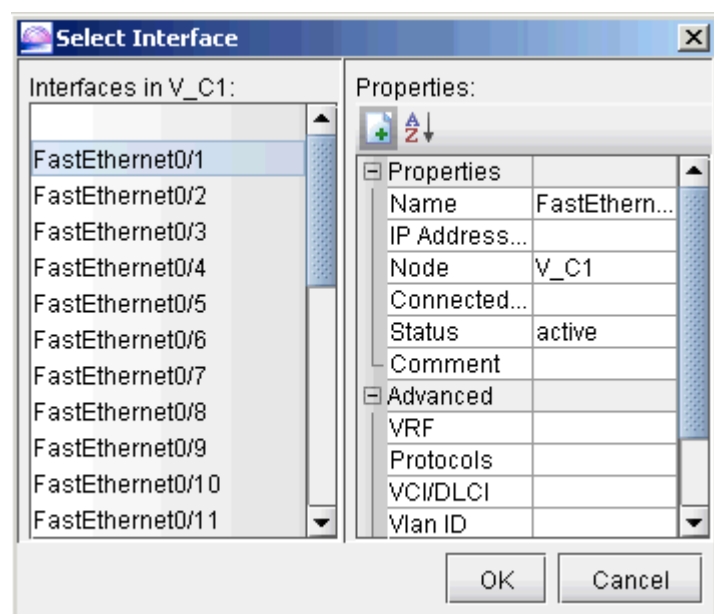 Select Interface
Interfaces in V_C1:
FastEthernet0/1
FastEthernet0/2
FastEthernet0/3
FastEthernet0/4
FastEthernet0/5
FastEthernet0/6
FastEthernet0/7
FastEthernet0/8
FastEthernet0/9
FastEthernet0/10
FastEthernet0/11
Properties:
A Z
Properties
Name FastEthern...
IP Address...
Node V_C1
Connected...
Status active
Comment
Advanced
VRF
Protocols
VCI/DLCI
Vlan ID
OK Cancel